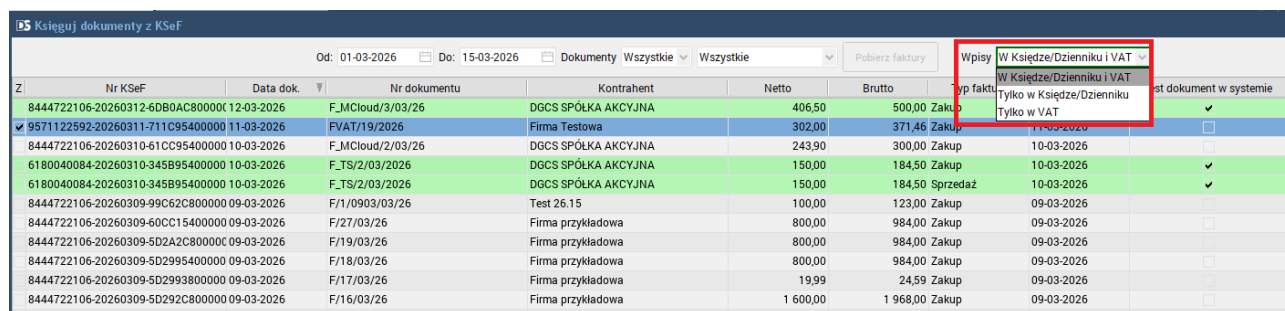 DS Księguj dokumenty z KSeF
Od: 01-03-2026 Do: 15-03-2026 Dokumenty Wszystkie Wszystkie Pobierz faktury Wpisy W Księdze/Dzienniku i VAT
W Księdze/Dzienniku i VAT
Tylko w Księdze/Dzienniku
Tylko w VAT
Z Nr KSeF Data dok. Nr dokumentu Kontrahent Netto Brutto Typ faktu est dokument w systemie
8444722106-20260312-6DB0AC80000 12-03-2026 F_MCloud/3/03/26 DGCS SPÓŁKA AKCYJNA 406,50 500,00 Zakup
9571122592-20260311-711C95400000 11-03-2026 FVAT/19/2026 Firma Testowa 302,00 371,46 Zakup 11-03-2026
8444722106-20260310-61CC95400000 10-03-2026 F_MCloud/2/03/26 DGCS SPÓŁKA AKCYJNA 243,90 300,00 Zakup 10-03-2026
6180040084-20260310-345B95400000 10-03-2026 F_TS/2/03/2026 DGCS SPÓŁKA AKCYJNA 150,00 184,50 Zakup 10-03-2026
6180040084-20260310-345B95400000 10-03-2026 F_TS/2/03/2026 DGCS SPÓŁKA AKCYJNA 150,00 184,50 Sprzedaż 10-03-2026
8444722106-20260309-99C62C800000 09-03-2026 F/1/0903/03/26 Test 26.15 100,00 123,00 Zakup 09-03-2026
8444722106-20260309-60CC15400000 09-03-2026 F/27/03/26 Firma przykładowa 800,00 984,00 Zakup 09-03-2026
8444722106-20260309-5D2A2C800000 09-03-2026 F/19/03/26 Firma przykładowa 800,00 984,00 Zakup 09-03-2026
8444722106-20260309-5D2995400000 09-03-2026 F/18/03/26 Firma przykładowa 800,00 984,00 Zakup 09-03-2026
8444722106-20260309-5D2993800000 09-03-2026 F/17/03/26 Firma przykładowa 19,99 24,59 Zakup 09-03-2026
8444722106-20260309-5D292C800000 09-03-2026 F/16/03/26 Firma przykładowa 1 600,00 1 968,00 Zakup 09-03-2026